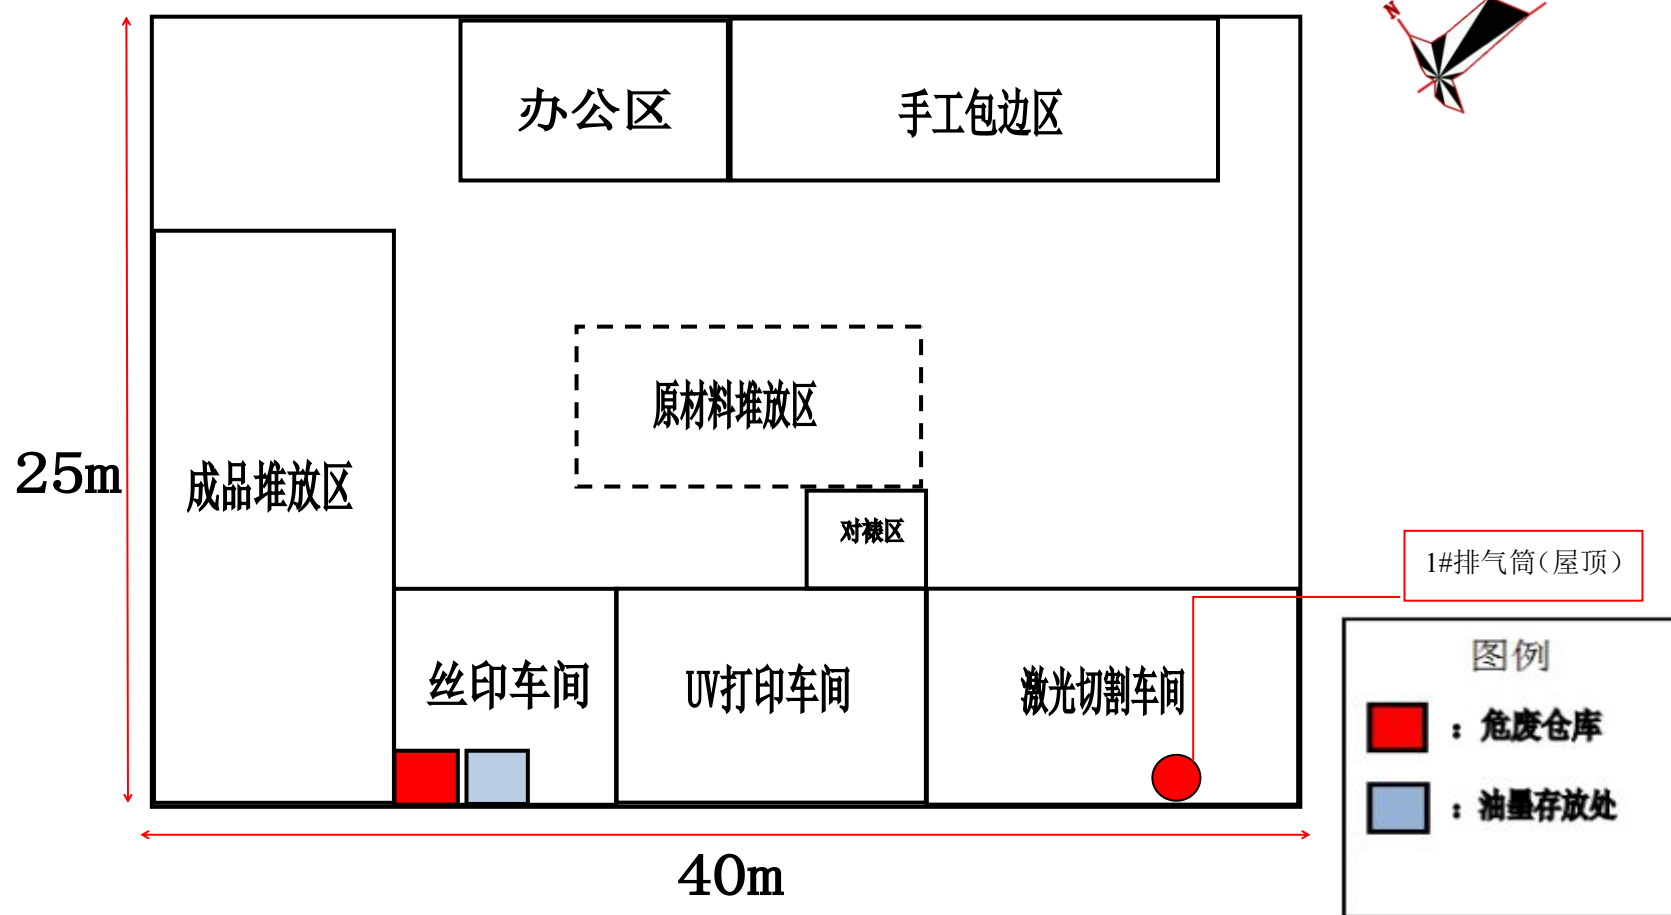 N
办公区
手工包边区
原材料堆放区
25m
成品堆放区
对裱区
1#排气筒（屋顶）
丝印车间
UV打印车间
激光切割车间
图例
：危废仓库
：油墨存放处
40m